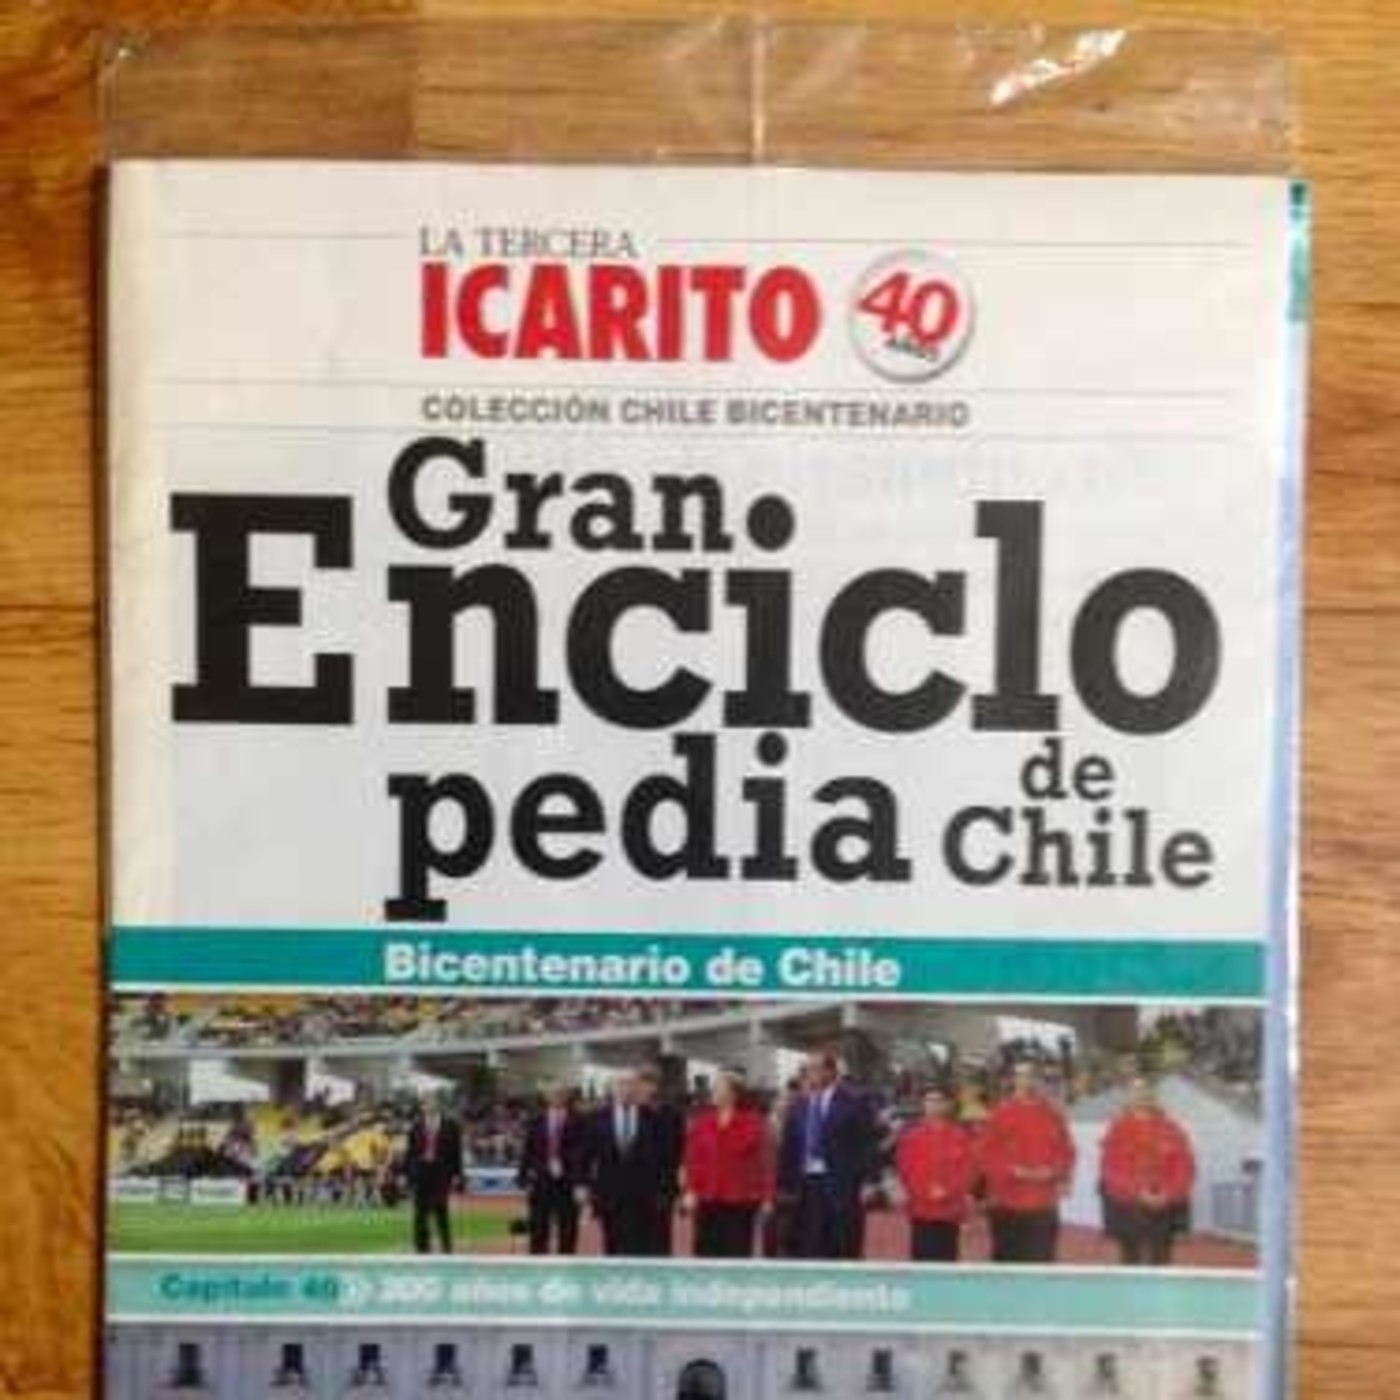 LA TERCERA
ICARITO
40
AÑOS
COLECCIÓN CHILE BICENTENARIO
Gran
Enciclo
pedia
de
Chile
Bicentenario de Chile
Capítulo 40 200 años de vida independiente